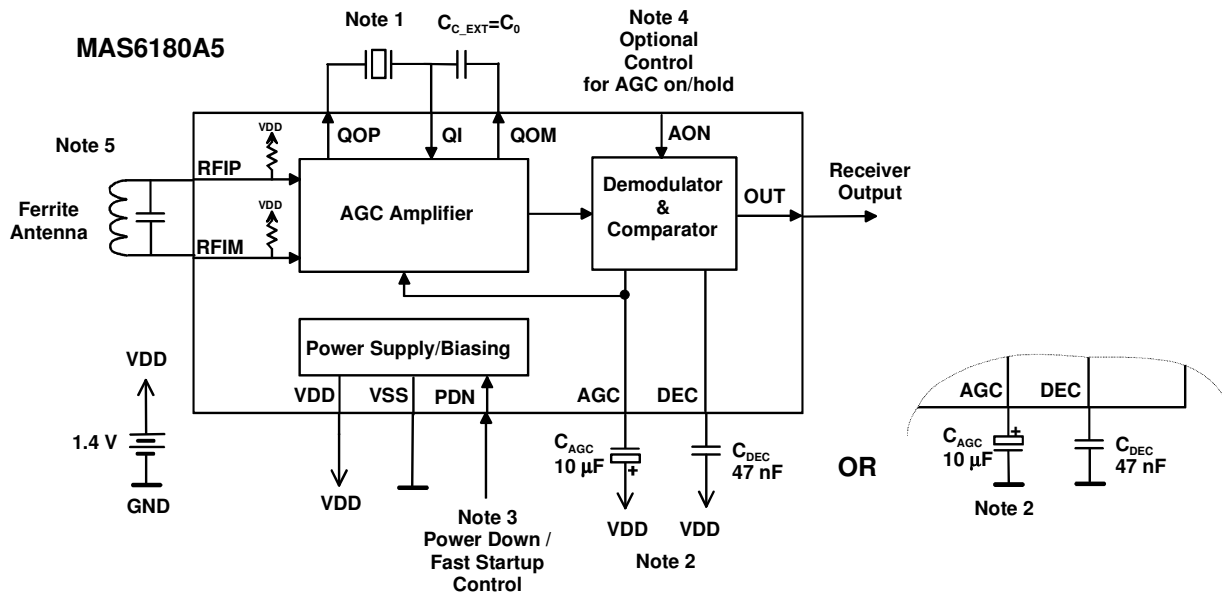 MAS6180A5
Note 1
C_C_EXT=C_0
Note 4
Optional
Control
for AGC on/hold
QOP
QI
QOM
AON
Note 5
VDD
RFIP
Ferrite
Antenna
VDD
RFIM
AGC Amplifier
Demodulator
&
Comparator
OUT
Receiver
Output
Power Supply/Biasing
VDD
VSS
PDN
AGC
DEC
VDD
1.4 V
GND
VDD
Note 3
Power Down /
Fast Startup
Control
C_AGC
10 µF
+
VDD
C_DEC
47 nF
VDD
Note 2
OR
AGC
DEC
C_AGC
10 µF
+
C_DEC
47 nF
Note 2